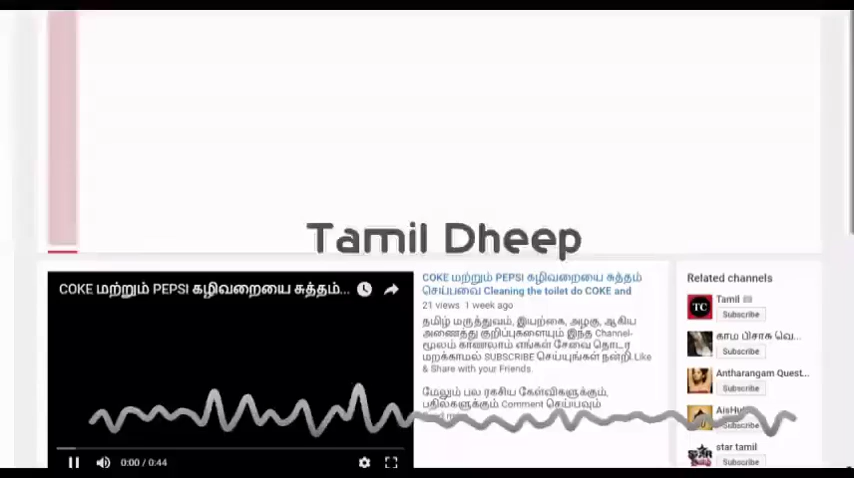 Tamil Dheep
COKE மற்றும் PEPSI கழிவறையை சுத்தம்...
COKE மற்றும் PEPSI கழிவறையை சுத்தம்
செய்பவை Cleaning the toilet do COKE and
21 views 1 week ago
தமிழ் மருத்துவம், இயற்கை, அழகு, ஆகிய
அனைத்து குறிப்புகளையும் இந்த Channel-
மூலம் காணலாம் எங்கள் சேவை தொடர
மறக்காமல் SUBSCRIBE செய்யுங்கள் நன்றி.Like
& Share with your Friends.
மேலும் பல ரகசிய கேள்விகளுக்கும்,
பதில்களுக்கும் Comment செய்யவும்
0:00 / 0:44
Related channels
TC
Tamil
Subscribe
காம பிசாசு வெ...
Subscribe
Antharangam Quest...
Subscribe
Subscribe
star tamil
Subscribe